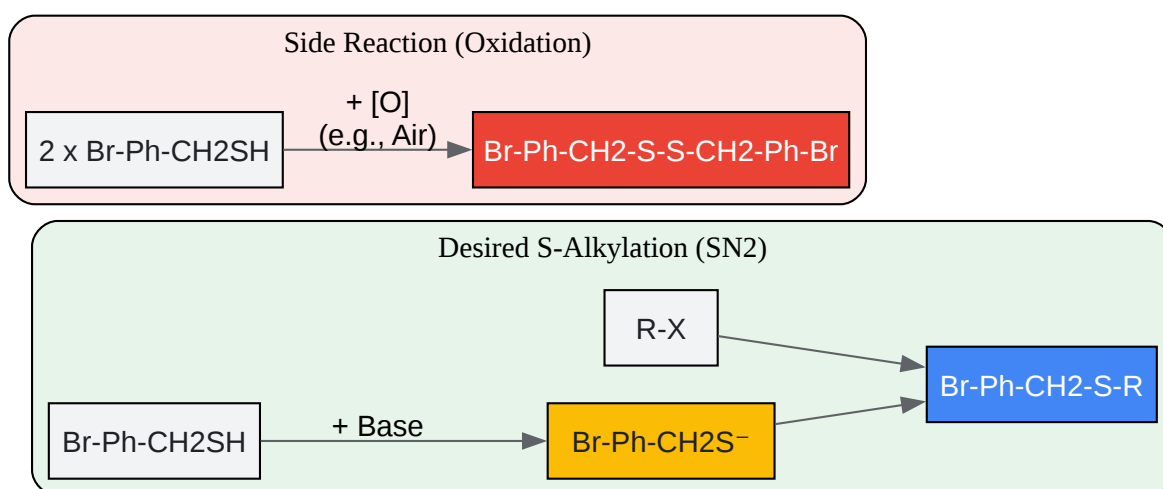 Side Reaction (Oxidation)
+ [O]
(e.g., Air)
2 x Br-Ph-CH2SH
Br-Ph-CH2-S-S-CH2-Ph-Br
Desired S-Alkylation (SN2)
R-X
Br-Ph-CH2-S-R
Br-Ph-CH2SH
+ Base
Br-Ph-CH2S⁻